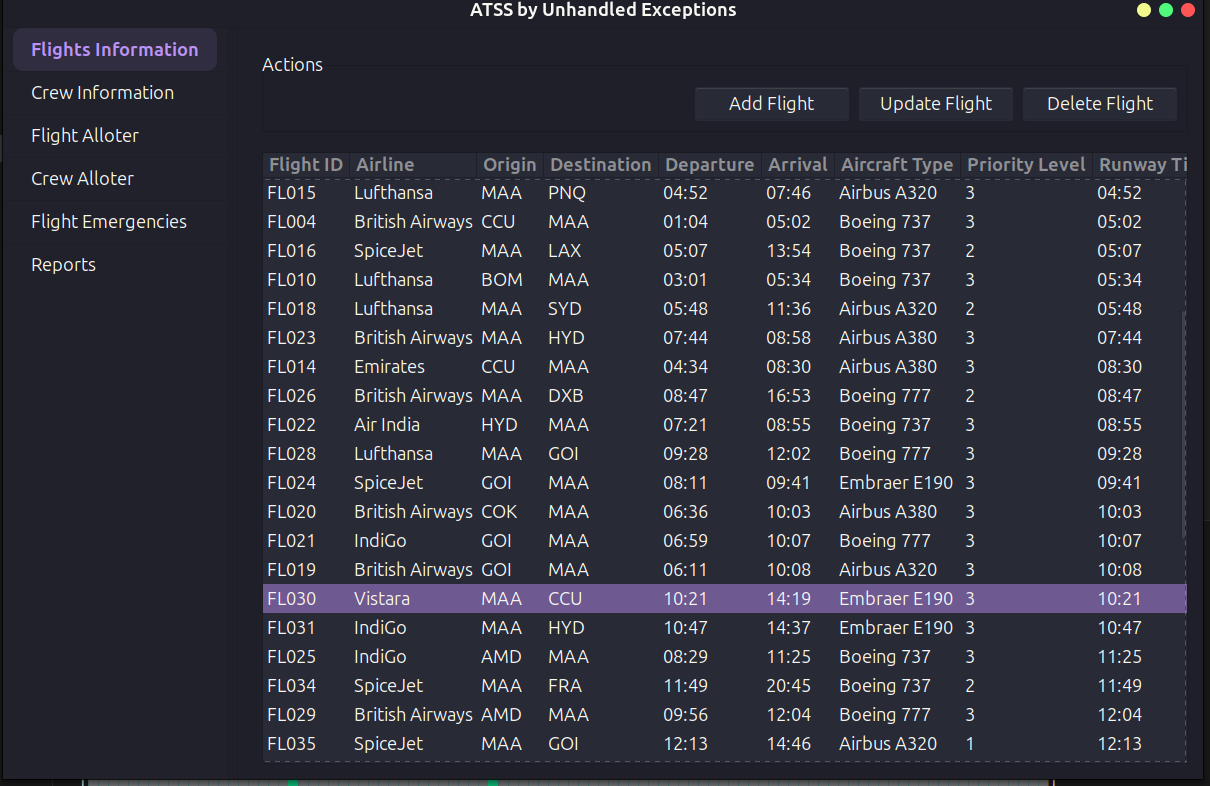 ATSS by Unhandled Exceptions
Flights Information
Crew Information
Flight Alloter
Crew Alloter
Flight Emergencies
Reports
Actions
Add Flight Update Flight Delete Flight
Flight ID Airline Origin Destination Departure Arrival Aircraft Type Priority Level Runway Ti
FL015 Lufthansa MAA PNQ 04:52 07:46 Airbus A320 3 04:52
FL004 British Airways CCU MAA 01:04 05:02 Boeing 737 3 05:02
FL016 SpiceJet MAA LAX 05:07 13:54 Boeing 737 2 05:07
FL010 Lufthansa BOM MAA 03:01 05:34 Boeing 737 3 05:34
FL018 Lufthansa MAA SYD 05:48 11:36 Airbus A320 2 05:48
FL023 British Airways MAA HYD 07:44 08:58 Airbus A380 3 07:44
FL014 Emirates CCU MAA 04:34 08:30 Airbus A380 3 08:30
FL026 British Airways MAA DXB 08:47 16:53 Boeing 777 2 08:47
FL022 Air India HYD MAA 07:21 08:55 Boeing 737 3 08:55
FL028 Lufthansa MAA GOI 09:28 12:02 Boeing 777 3 09:28
FL024 SpiceJet GOI MAA 08:11 09:41 Embraer E190 3 09:41
FL020 British Airways COK MAA 06:36 10:03 Airbus A380 3 10:03
FL021 IndiGo GOI MAA 06:59 10:07 Boeing 777 3 10:07
FL019 British Airways GOI MAA 06:11 10:08 Airbus A320 3 10:08
FL030 Vistara MAA CCU 10:21 14:19 Embraer E190 3 10:21
FL031 IndiGo MAA HYD 10:47 14:37 Embraer E190 3 10:47
FL025 IndiGo AMD MAA 08:29 11:25 Boeing 737 3 11:25
FL034 SpiceJet MAA FRA 11:49 20:45 Boeing 737 2 11:49
FL029 British Airways AMD MAA 09:56 12:04 Boeing 777 3 12:04
FL035 SpiceJet MAA GOI 12:13 14:46 Airbus A320 1 12:13